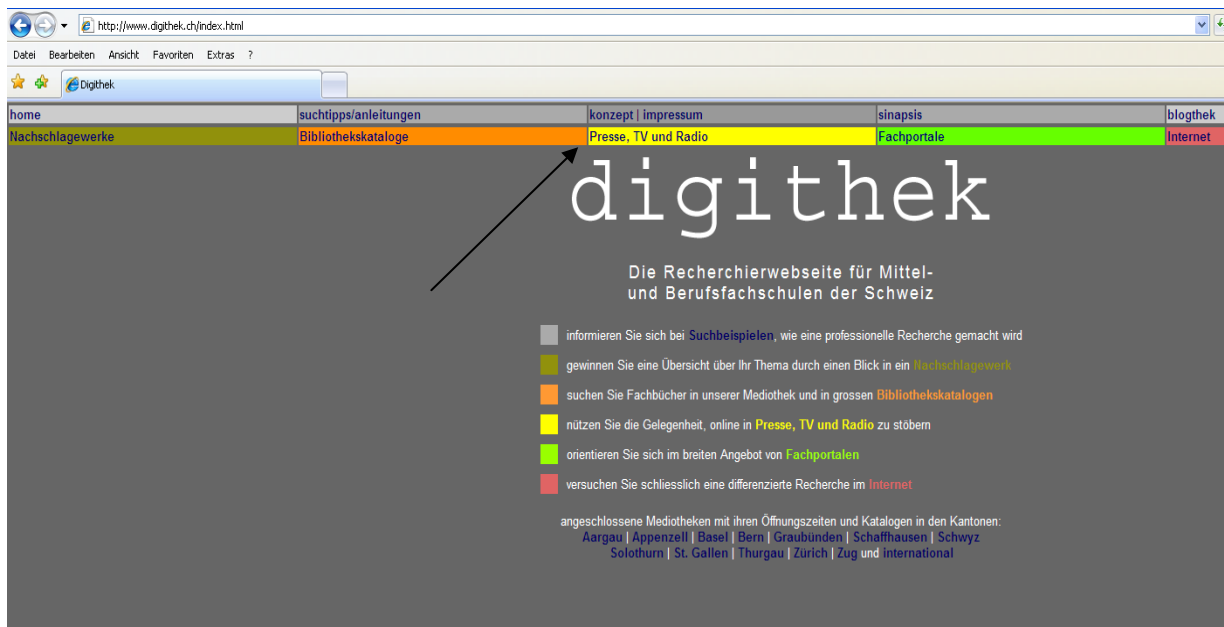 http://www.digithek.ch/index.html
Datei Bearbeiten Ansicht Favoriten Extras ?
Digithek
home suchtipps/anleitungen konzept | impressum sinapsis blogthek
Nachschlagewerke Bibliothekskataloge Presse, TV und Radio Fachportale Internet
digithek
Die Recherchierwebseite für Mittel-
und Berufsfachschulen der Schweiz
informieren Sie sich bei Suchbeispielen, wie eine professionelle Recherche gemacht wird
gewinnen Sie eine Übersicht über Ihr Thema durch einen Blick in ein Nachschlagewerk
suchen Sie Fachbücher in unserer Mediothek und in grossen Bibliothekskatalogen
nützen Sie die Gelegenheit, online in Presse, TV und Radio zu stöbern
orientieren Sie sich im breiten Angebot von Fachportalen
versuchen Sie schliesslich eine differenzierte Recherche im Internet
angeschlossene Mediotheken mit ihren Öffnungszeiten und Katalogen in den Kantonen:
Aargau | Appenzell | Basel | Bern | Graubünden | Schaffhausen | Schwyz
Solothurn | St. Gallen | Thurgau | Zürich | Zug und international